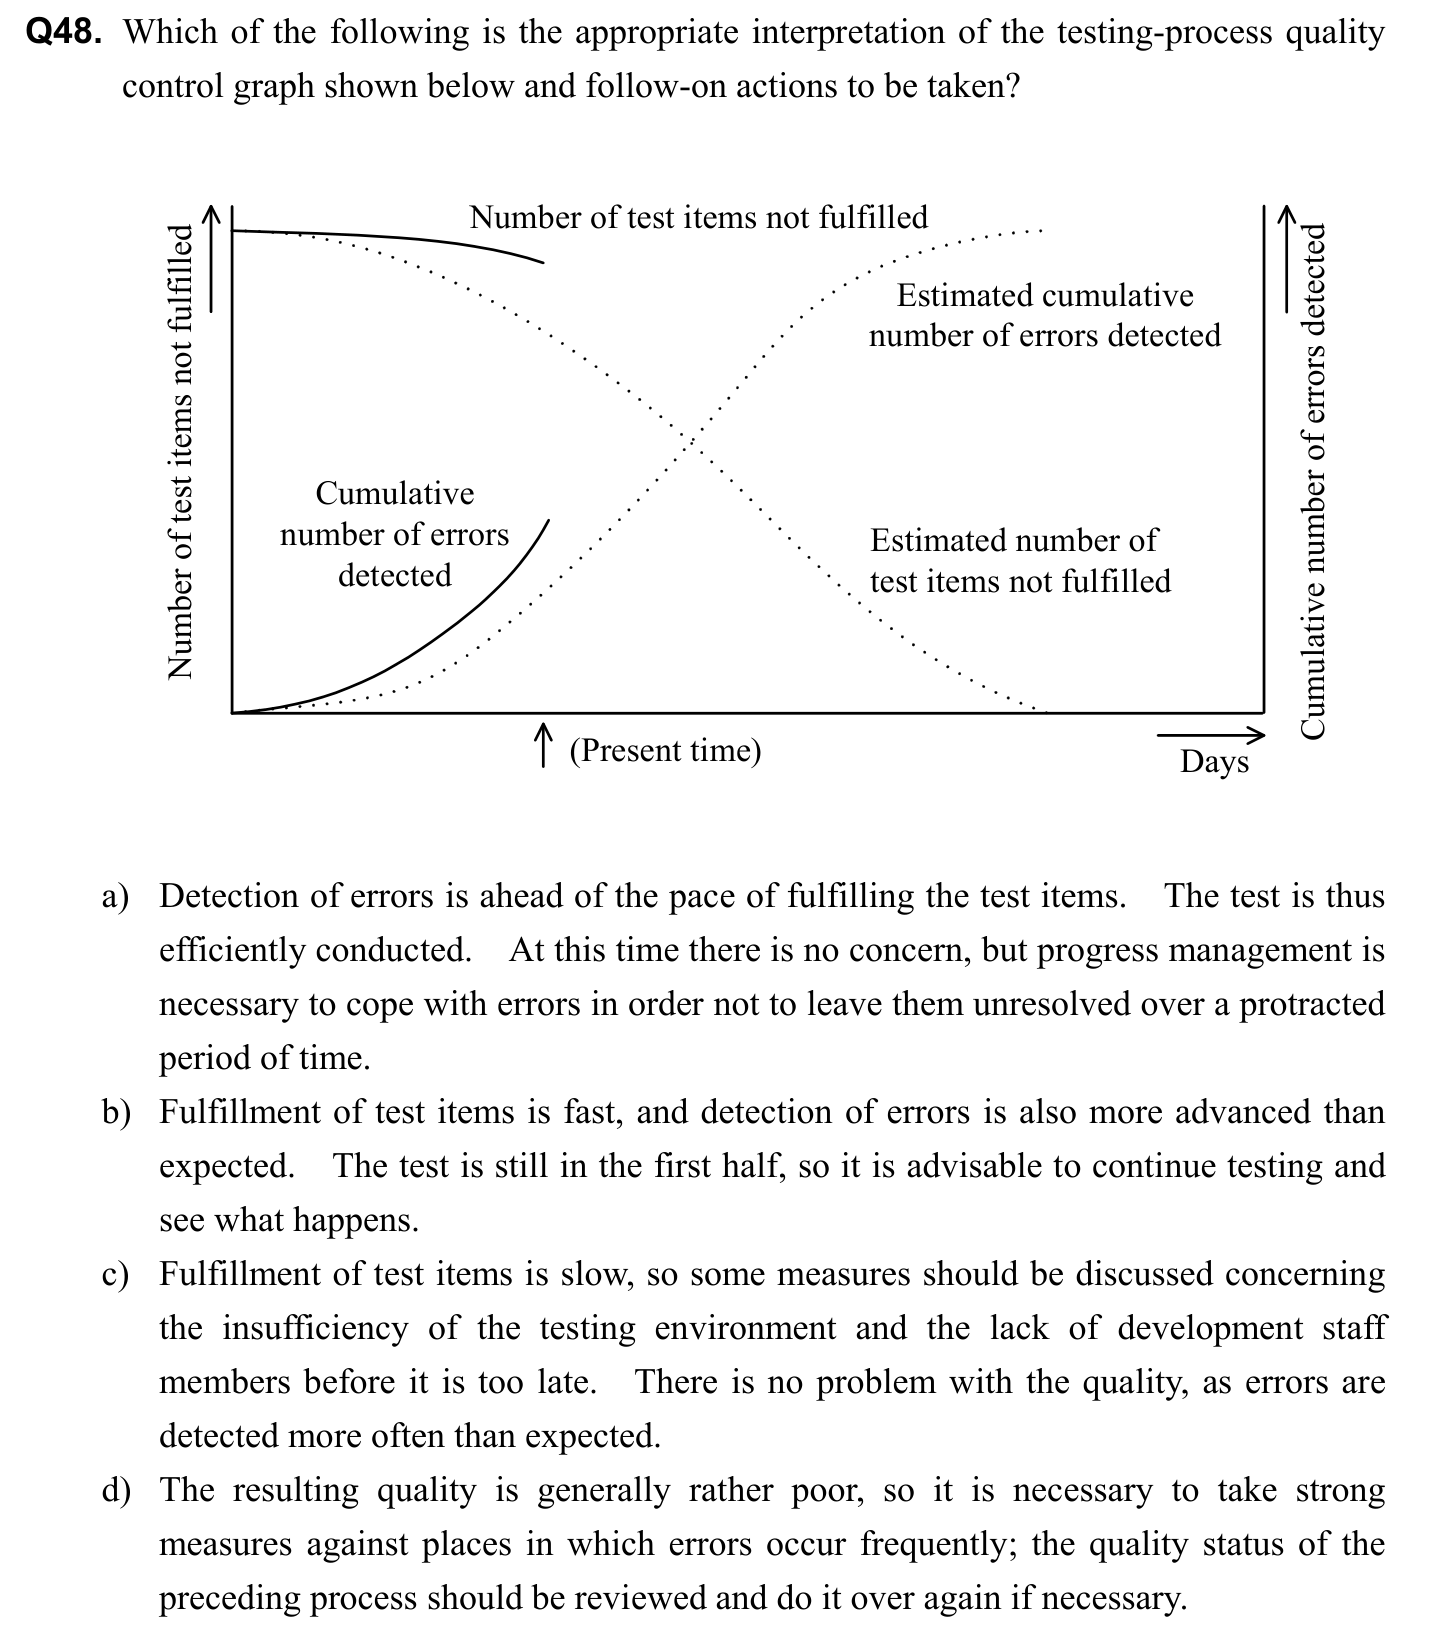 Q48. Which of the following is the appropriate interpretation of the testing-process quality
control graph shown below and follow-on actions to be taken?
Number of test items not fulfilled
Number of test items not fulfilled
Estimated cumulative
number of errors detected
Cumulative number of errors detected
Cumulative
number of errors
detected
Estimated number of
test items not fulfilled
(Present time)
Days
a) Detection of errors is ahead of the pace of fulfilling the test items. The test is thus
efficiently conducted. At this time there is no concern, but progress management is
necessary to cope with errors in order not to leave them unresolved over a protracted
period of time.
b) Fulfillment of test items is fast, and detection of errors is also more advanced than
expected. The test is still in the first half, so it is advisable to continue testing and
see what happens.
c) Fulfillment of test items is slow, so some measures should be discussed concerning
the insufficiency of the testing environment and the lack of development staff
members before it is too late. There is no problem with the quality, as errors are
detected more often than expected.
d) The resulting quality is generally rather poor, so it is necessary to take strong
measures against places in which errors occur frequently; the quality status of the
preceding process should be reviewed and do it over again if necessary.